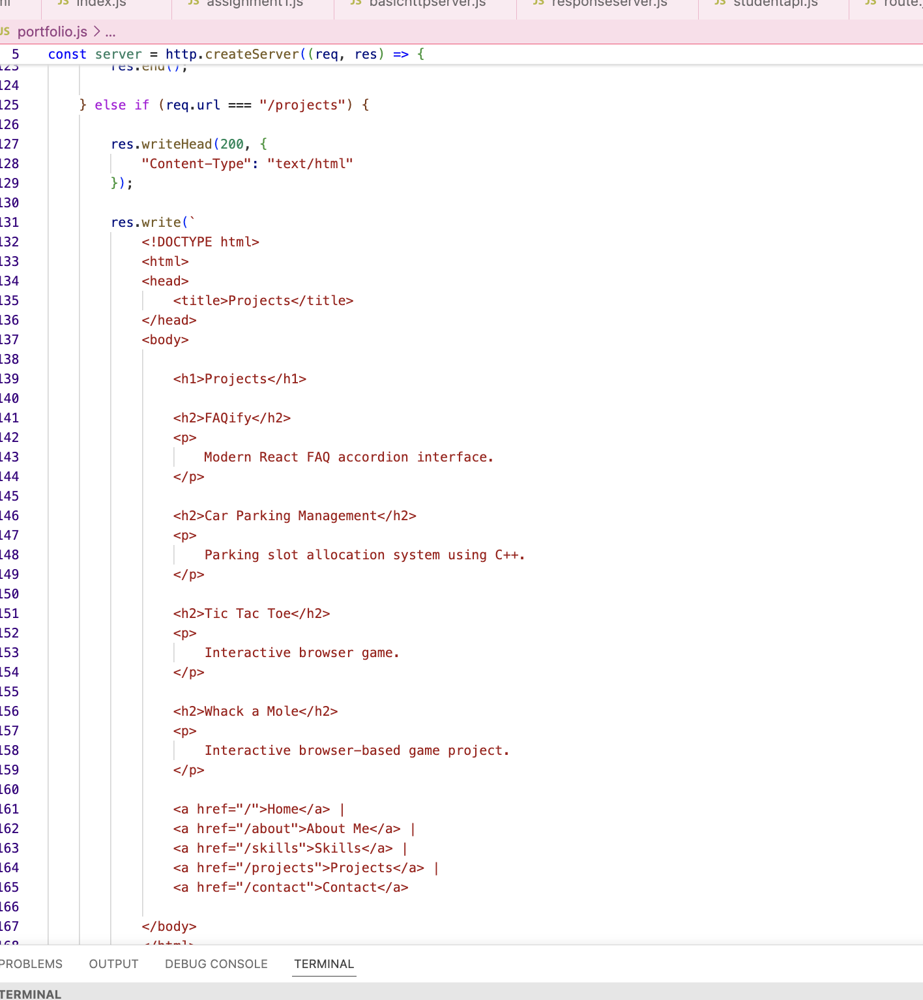 JS index.js JS assignment1.js JS basichttpserver.js JS responseserver.js JS studentapi.js JS route.
JS portfolio.js > ...
5 const server = http.createServer((req, res) => {
123 res.end();
124
125 } else if (req.url === "/projects") {
126
127 res.writeHead(200, {
128 "Content-Type": "text/html"
129 });
130
131 res.write(`
132 <!DOCTYPE html>
133 <html>
134 <head>
135 <title>Projects</title>
136 </head>
137 <body>
138
139 <h1>Projects</h1>
140
141 <h2>FAQify</h2>
142 <p>
143 Modern React FAQ accordion interface.
144 </p>
145
146 <h2>Car Parking Management</h2>
147 <p>
148 Parking slot allocation system using C++.
149 </p>
150
151 <h2>Tic Tac Toe</h2>
152 <p>
153 Interactive browser game.
154 </p>
155
156 <h2>Whack a Mole</h2>
157 <p>
158 Interactive browser-based game project.
159 </p>
160
161 <a href="/">Home</a> |
162 <a href="/about">About Me</a> |
163 <a href="/skills">Skills</a> |
164 <a href="/projects">Projects</a> |
165 <a href="/contact">Contact</a>
166
167 </body>
168 </html>
PROBLEMS OUTPUT DEBUG CONSOLE TERMINAL
TERMINAL